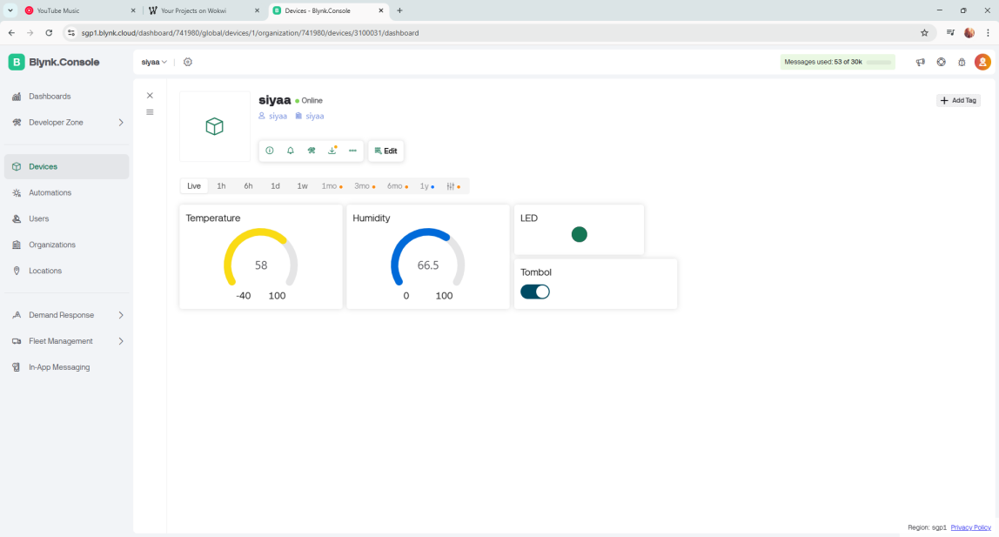 YouTube Music
Your Projects on Wokwi
Devices - Blynk.Console
sgp1.blynk.cloud/dashboard/741980/global/devices/1/organization/741980/devices/3100031/dashboard
B Blynk.Console
siyaa
Messages used: 53 of 30k
Dashboards
Developer Zone
Devices
Automations
Users
Organizations
Locations
Demand Response
Fleet Management
In-App Messaging
siyaa Online
siyaa siyaa
Add Tag
Edit
Live 1h 6h 1d 1w 1mo 3mo 6mo 1y
Temperature
58
-40 100
Humidity
66.5
0 100
LED
Tombol
Region: sgp1 Privacy Policy